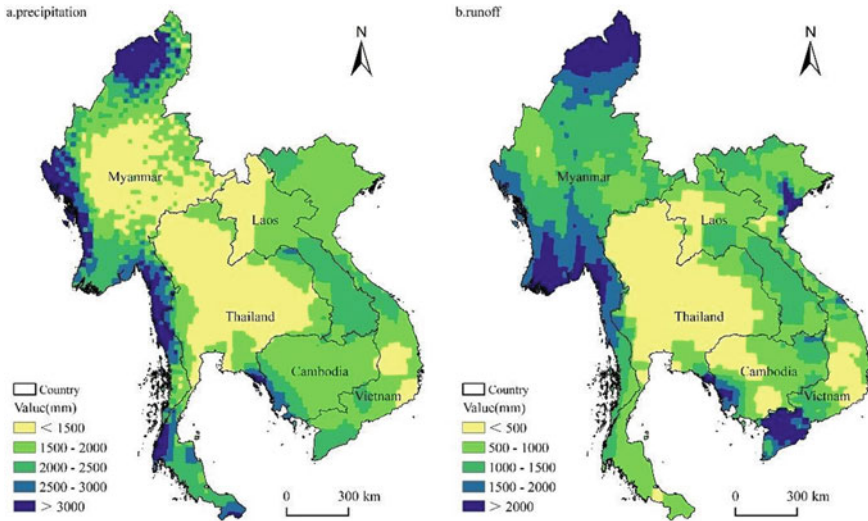 a.precipitation
N
Myanmar
Laos
Thailand
Cambodia
Vietnam
Country
Value(mm)
< 1500
1500 - 2000
2000 - 2500
2500 - 3000
> 3000
0 300 km
b.runoff
N
Myanmar
Laos
Thailand
Cambodia
Vietnam
Country
Value(mm)
< 500
500 - 1000
1000 - 1500
1500 - 2000
> 2000
0 300 km